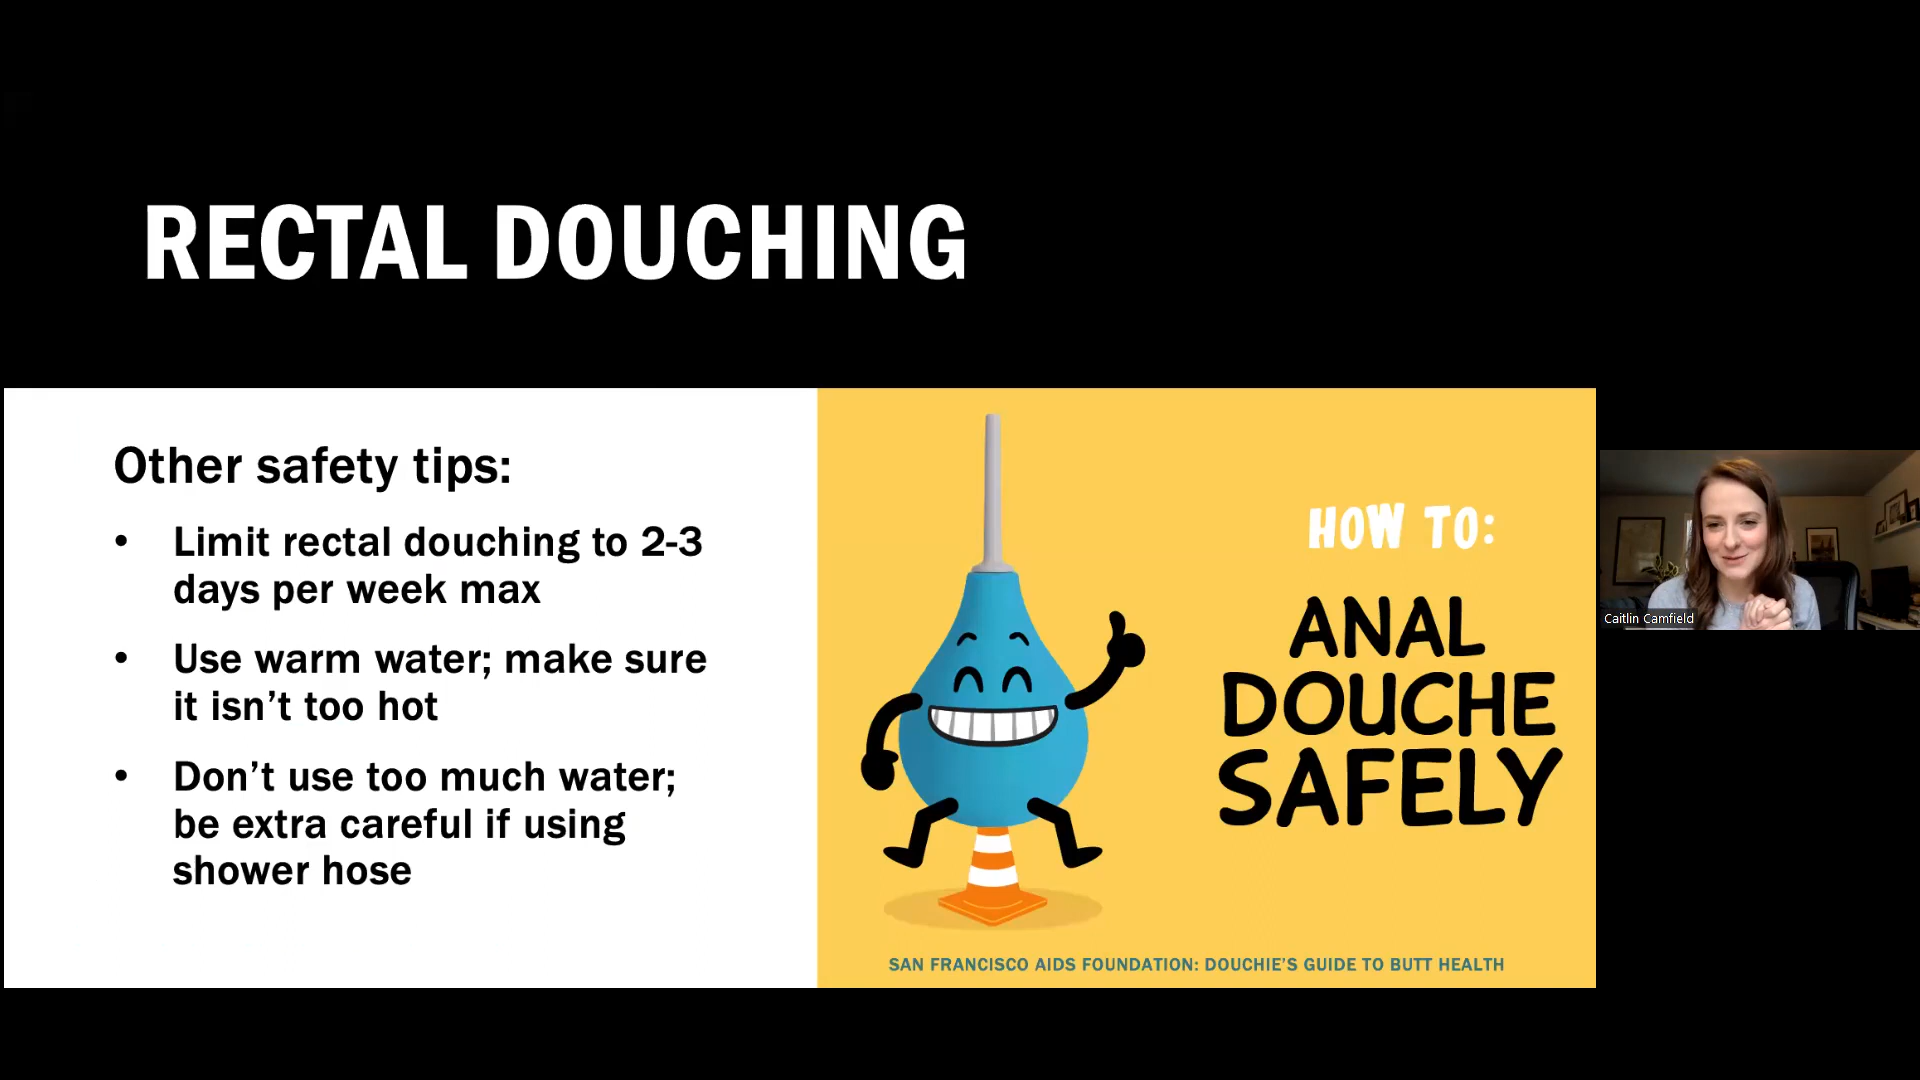 RECTAL DOUCHING
Other safety tips:
• Limit rectal douching to 2-3
days per week max
• Use warm water; make sure
it isn’t too hot
• Don’t use too much water;
be extra careful if using
shower hose
HOW TO:
ANAL
DOUCHE
SAFELY
SAN FRANCISCO AIDS FOUNDATION: DOUCHIE’S GUIDE TO BUTT HEALTH
Caitlin Camfield